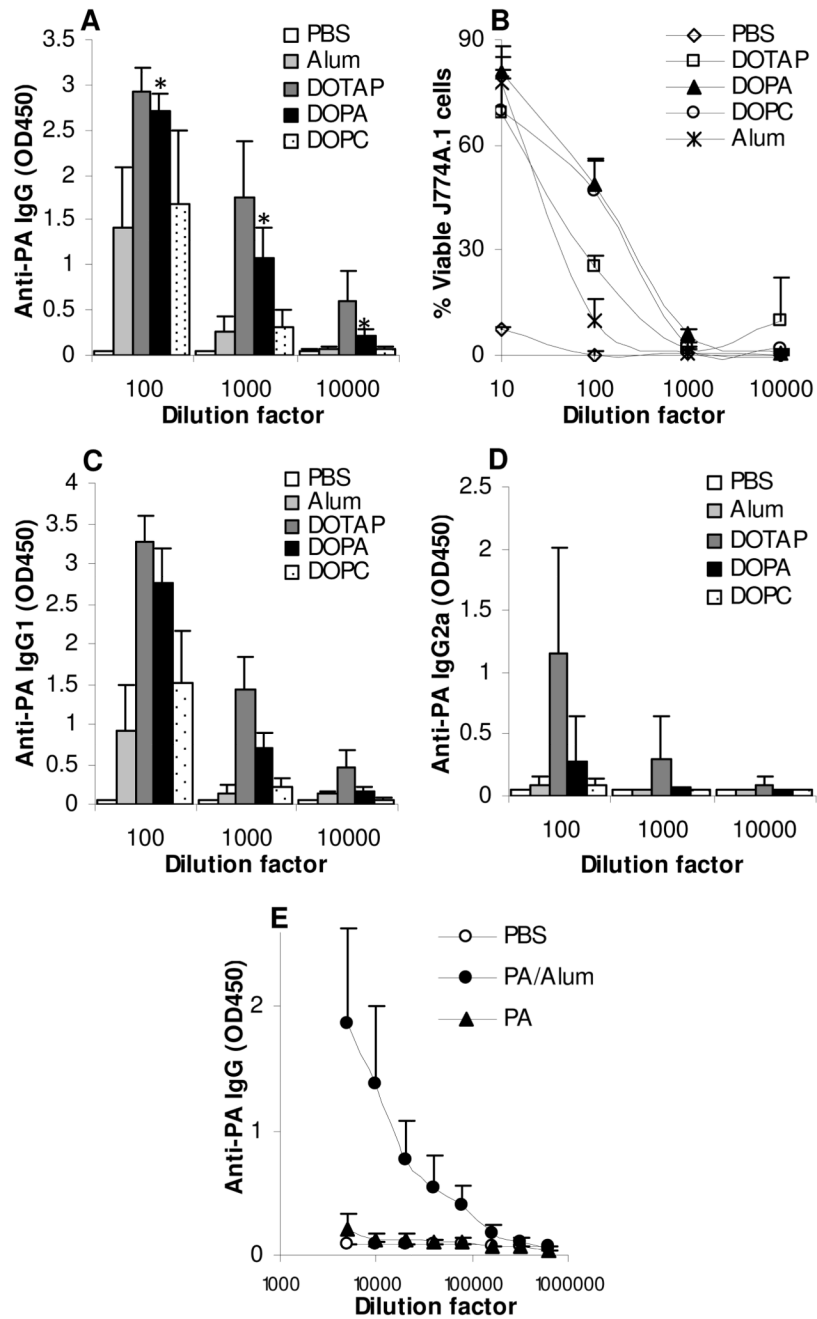 A
3.5
3
2.5
2
1.5
1
0.5
0
Anti-PA IgG (OD450)
PBS
Alum
DOTAP
DOPA
DOPC
*
*
*
100 1000 10000
Dilution factor
B
90
60
30
0
% Viable J774A.1 cells
PBS
DOTAP
DOPA
DOPC
Alum
10 100 1000 10000
Dilution factor
C
4
3.5
3
2.5
2
1.5
1
0.5
0
Anti-PA IgG1 (OD450)
PBS
Alum
DOTAP
DOPA
DOPC
100 1000 10000
Dilution factor
D
2.5
2
1.5
1
0.5
0
Anti-PA IgG2a (OD450)
PBS
Alum
DOTAP
DOPA
DOPC
100 1000 10000
Dilution factor
E
2
1
0
Anti-PA IgG (OD450)
PBS
PA/Alum
PA
1000 10000 100000 1000000
Dilution factor